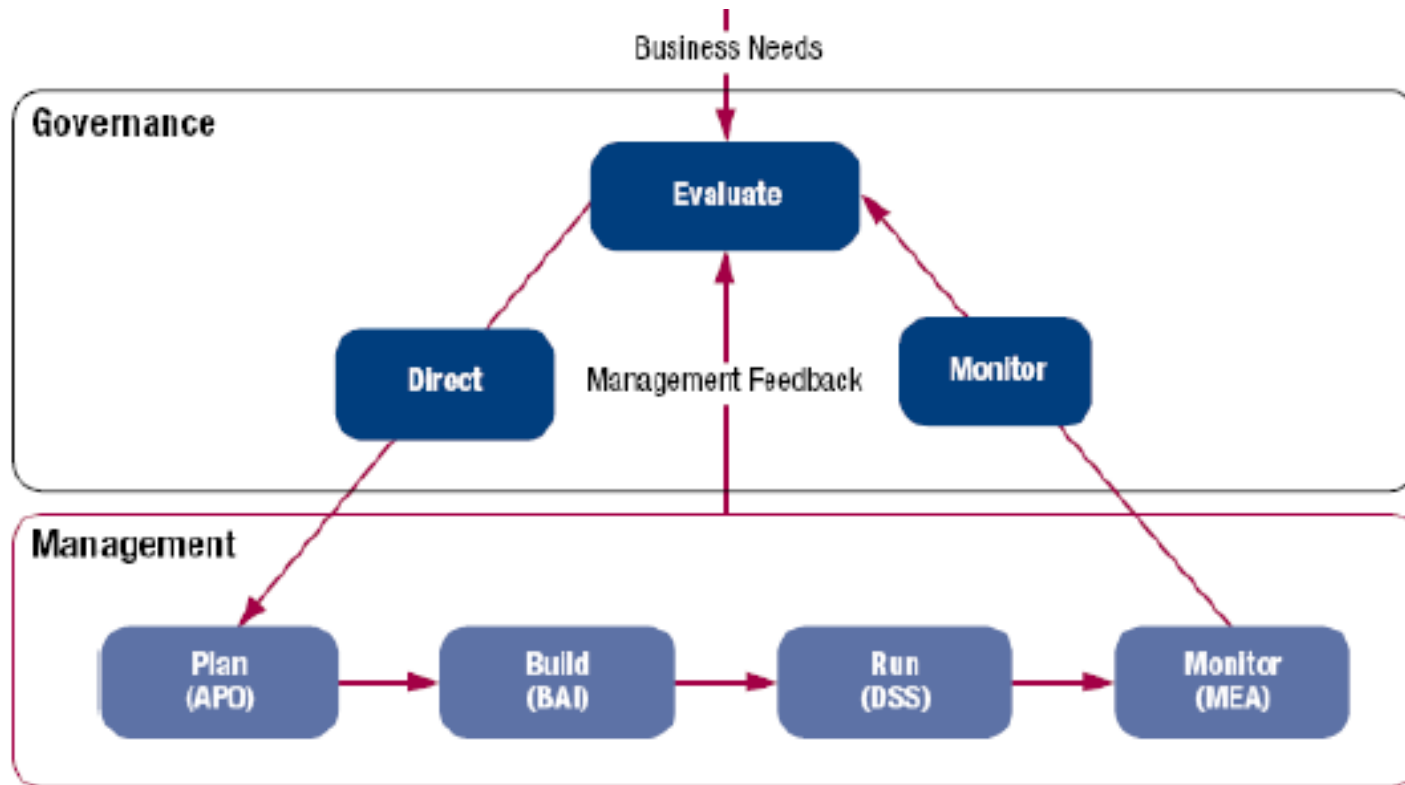 Business Needs
Governance
Evaluate
Direct
Management Feedback
Monitor
Management
Plan
(APO)
Build
(BAI)
Run
(DSS)
Monitor
(MEA)